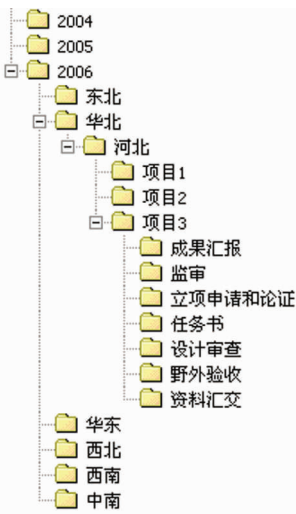 2004
2005
2006
东北
华北
河北
项目1
项目2
项目3
成果汇报
监审
立项申请和论证
任务书
设计审查
野外验收
资料汇交
华东
西北
西南
中南